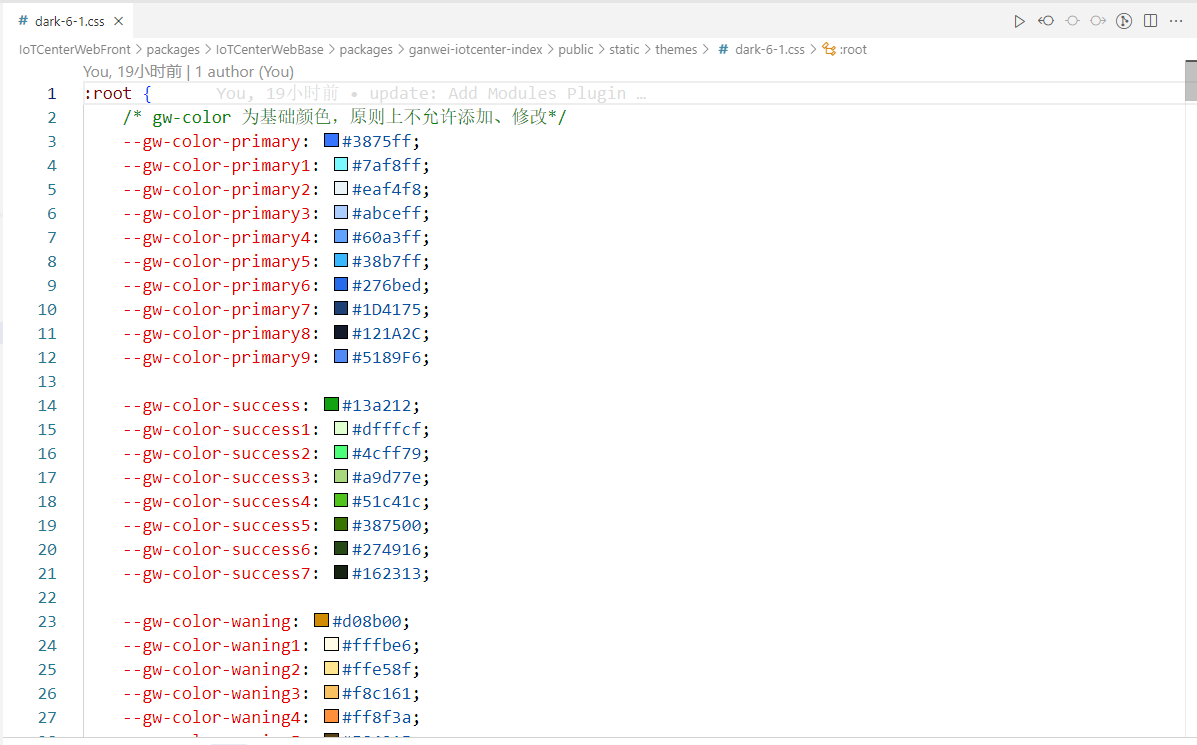 # dark-6-1.css ×
IoTCenterWebFront > packages > IoTCenterWebBase > packages > ganwei-iotcenter-index > public > static > themes > # dark-6-1.css > :root
You, 19小时前 | 1 author (You)
1 :root { You, 19小时前 • update: Add Modules Plugin …
2 /* gw-color 为基础颜色，原则上不允许添加、修改*/
3 --gw-color-primary: #3875ff;
4 --gw-color-primary1: #7af8ff;
5 --gw-color-primary2: #eaf4f8;
6 --gw-color-primary3: #abceff;
7 --gw-color-primary4: #60a3ff;
8 --gw-color-primary5: #38b7ff;
9 --gw-color-primary6: #276bed;
10 --gw-color-primary7: #1D4175;
11 --gw-color-primary8: #121A2C;
12 --gw-color-primary9: #5189F6;
13
14 --gw-color-success: #13a212;
15 --gw-color-success1: #dfffcf;
16 --gw-color-success2: #4cff79;
17 --gw-color-success3: #a9d77e;
18 --gw-color-success4: #51c41c;
19 --gw-color-success5: #387500;
20 --gw-color-success6: #274916;
21 --gw-color-success7: #162313;
22
23 --gw-color-waning: #d08b00;
24 --gw-color-waning1: #fffbe6;
25 --gw-color-waning2: #ffe58f;
26 --gw-color-waning3: #f8c161;
27 --gw-color-waning4: #ff8f3a;